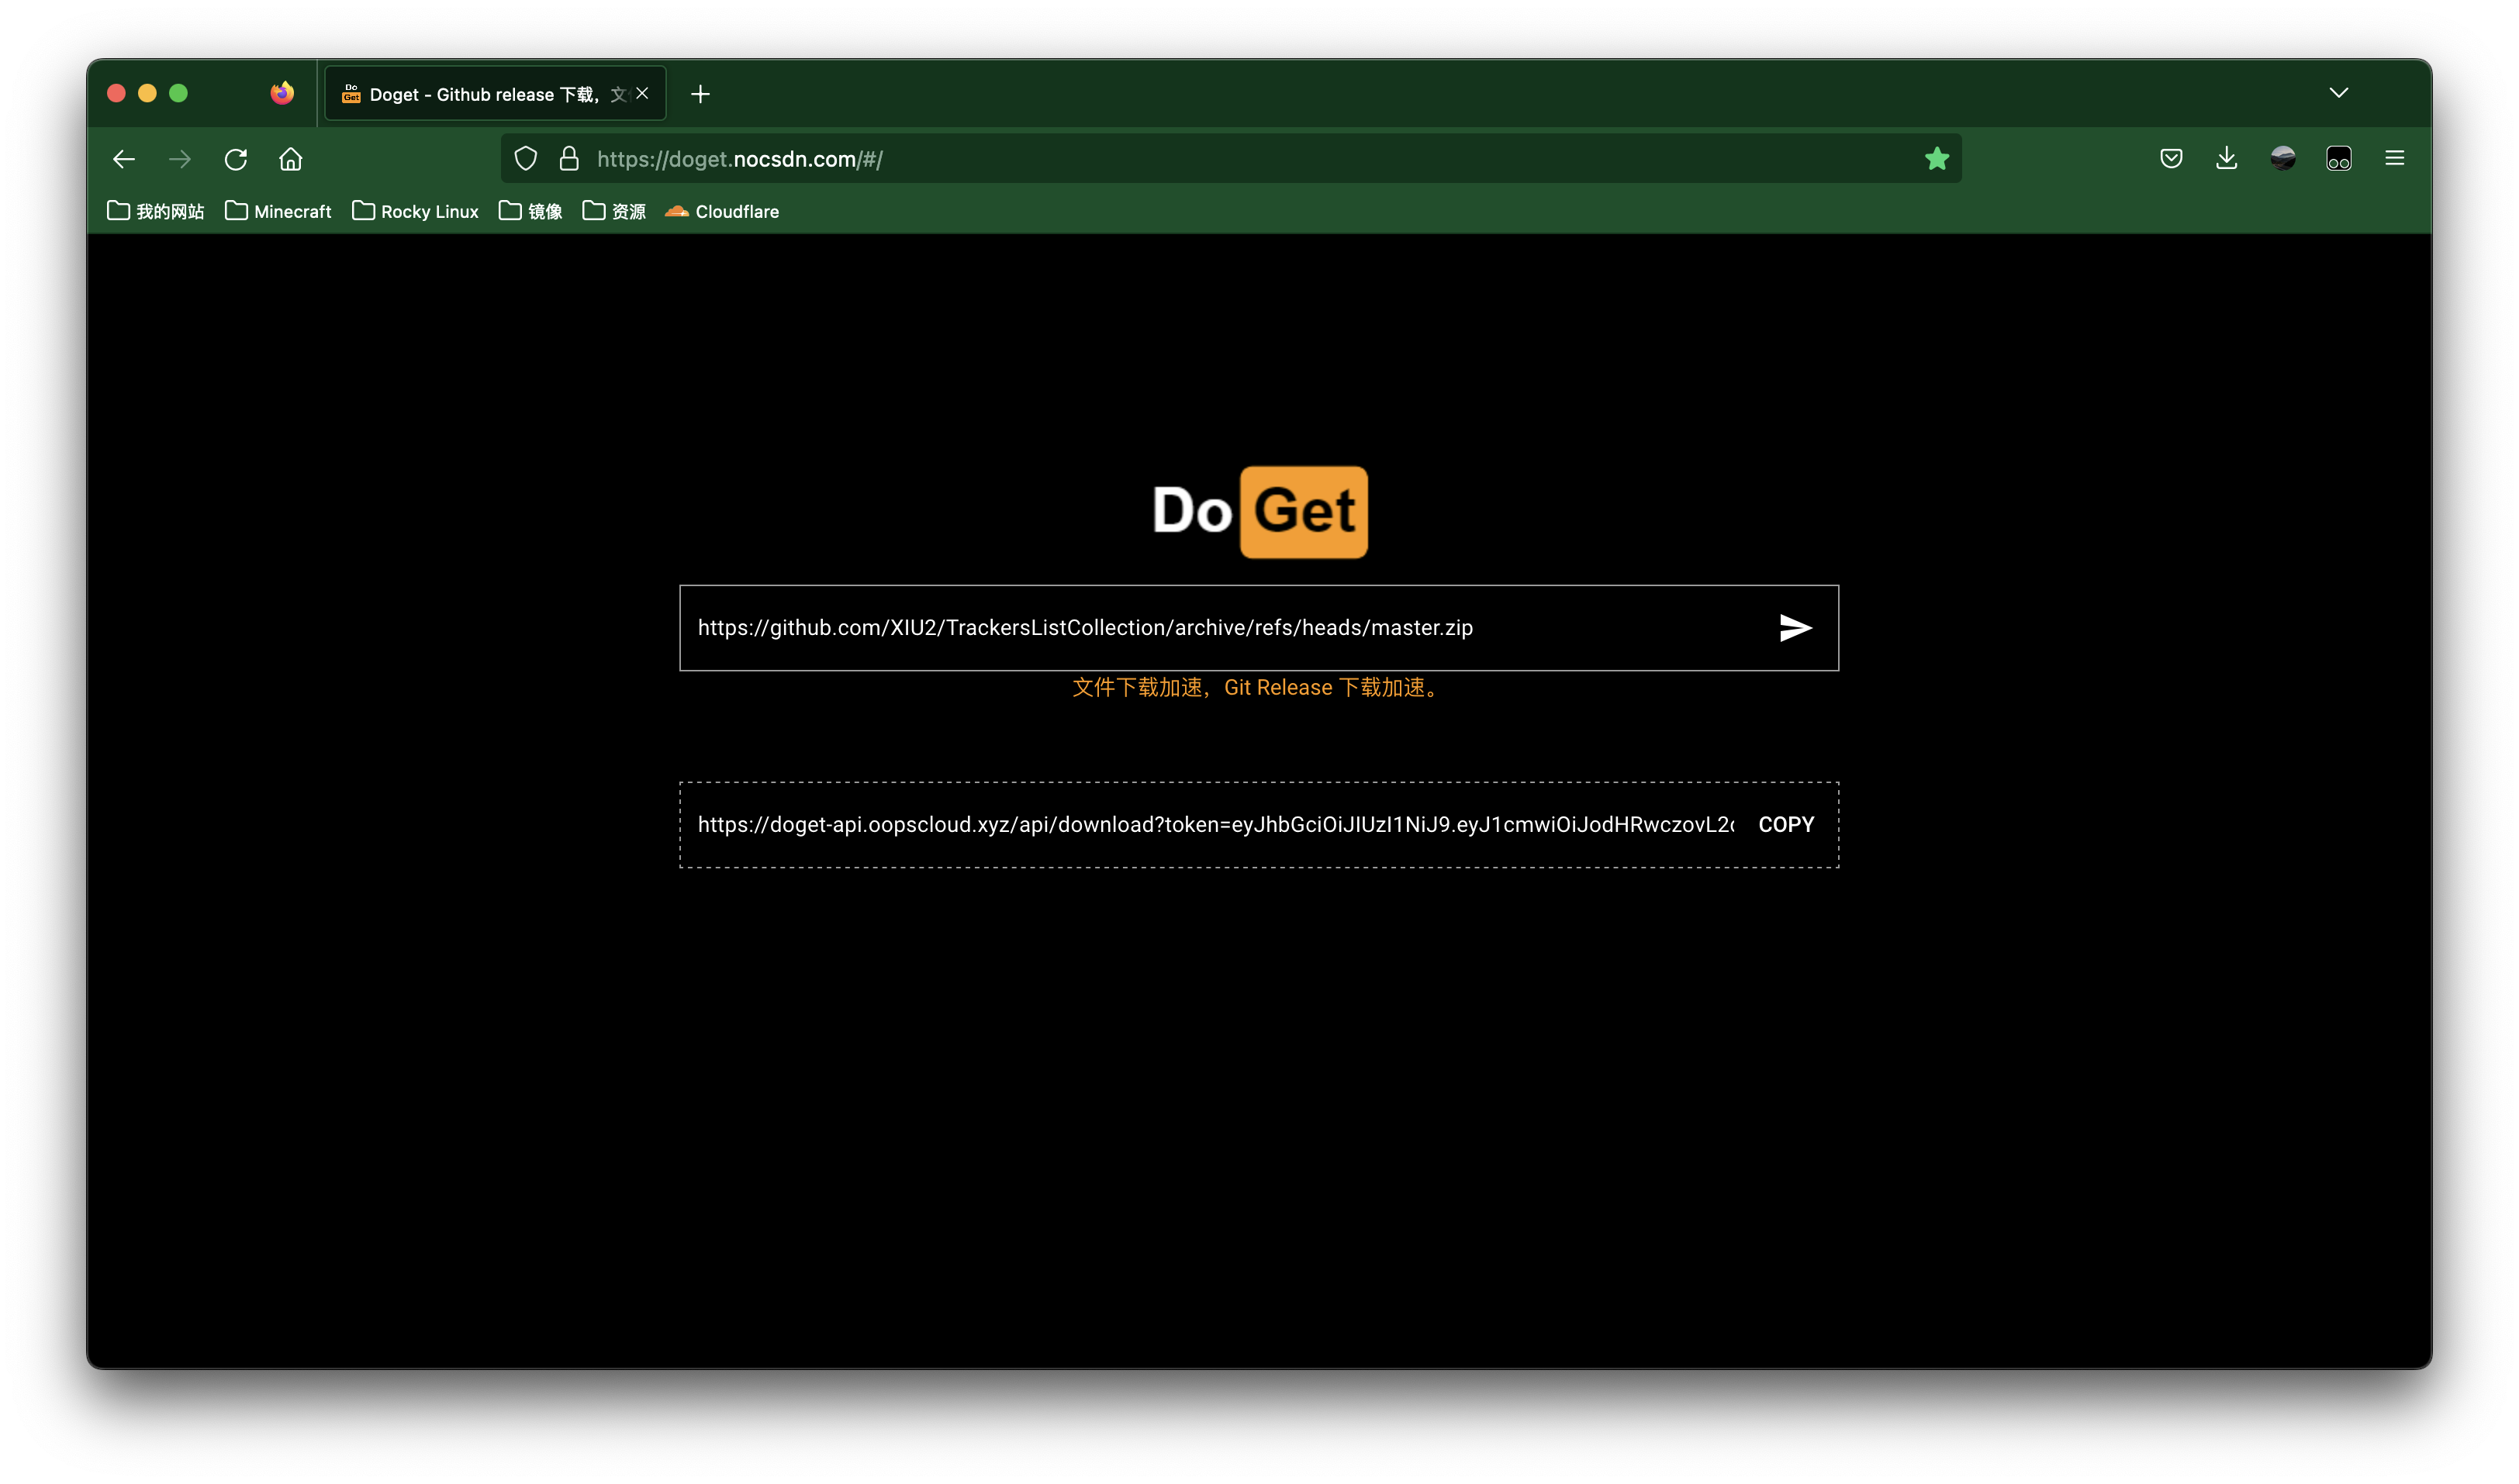 Do Get Doget - Github release 下载，文
https://doget.nocsdn.com/#/
我的网站 Minecraft Rocky Linux 镜像 资源 Cloudflare
Do Get
https://github.com/XIU2/TrackersListCollection/archive/refs/heads/master.zip
文件下载加速，Git Release 下载加速。
https://doget-api.oopscloud.xyz/api/download?token=eyJhbGciOiJIUzI1NiJ9.eyJ1cmwiOiJodHRwczovL2 COPY